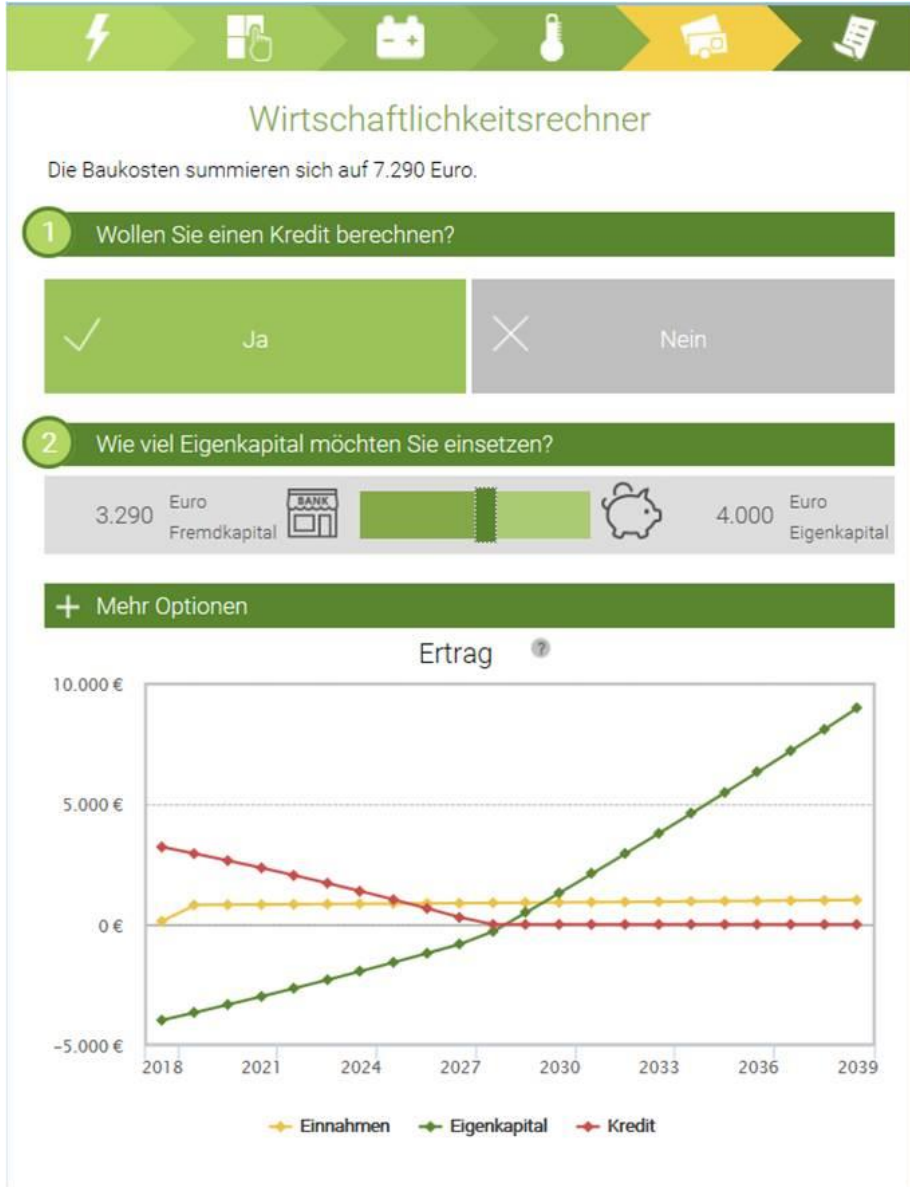 Wirtschaftlichkeitsrechner
Die Baukosten summieren sich auf 7.290 Euro.
1 Wollen Sie einen Kredit berechnen?
Ja
Nein
2 Wie viel Eigenkapital möchten Sie einsetzen?
3.290 Euro
Fremdkapital
BANK
4.000 Euro
Eigenkapital
+ Mehr Optionen
Ertrag ?
10.000 €
5.000 €
0 €
-5.000 €
2018 2021 2024 2027 2030 2033 2036 2039
Einnahmen Eigenkapital Kredit